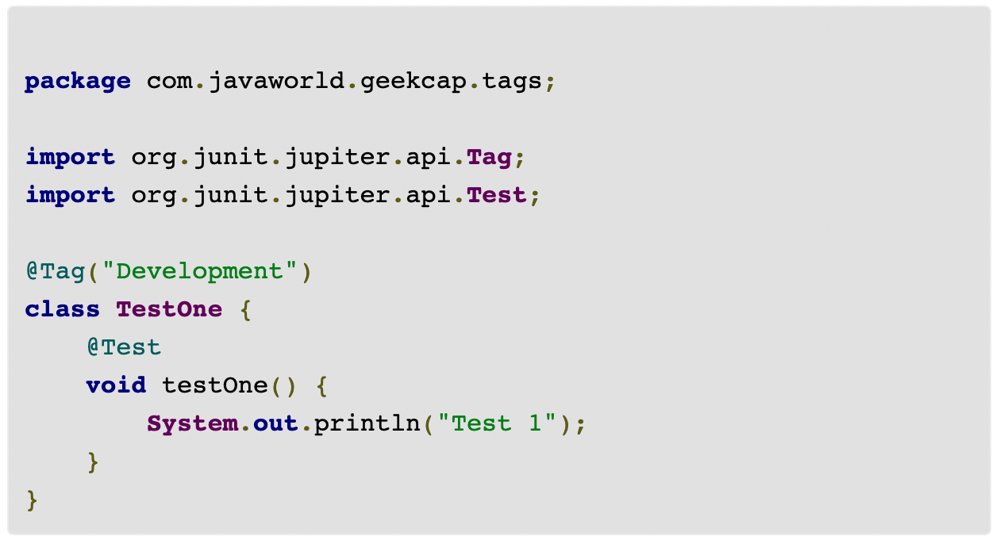 package com.javaworld.geekcap.tags;
import org.junit.jupiter.api.Tag;
import org.junit.jupiter.api.Test;
@Tag("Development")
class TestOne {
    @Test
    void testOne() {
        System.out.println("Test 1");
    }
}